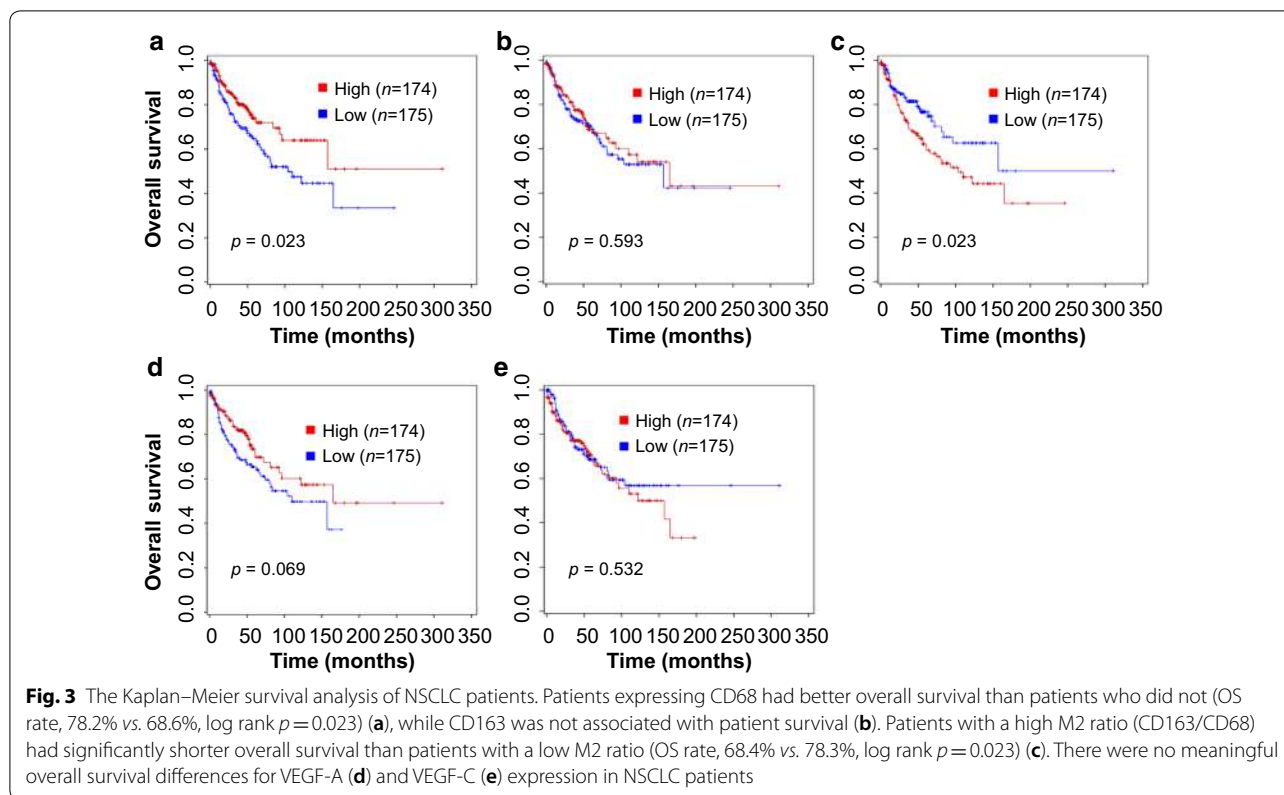 a
1.0
0.8
0.6
0.4
0.2
0.0
Overall survival
High (n=174)
Low (n=175)
p = 0.023
0 50 100 150 200 250 300 350
Time (months)
b
1.0
0.8
0.6
0.4
0.2
0.0
High (n=174)
Low (n=175)
p = 0.593
0 50 100 150 200 250 300 350
Time (months)
c
1.0
0.8
0.6
0.4
0.2
0.0
High (n=174)
Low (n=175)
p = 0.023
0 50 100 150 200 250 300 350
Time (months)
d
1.0
0.8
0.6
0.4
0.2
0.0
Overall survival
High (n=174)
Low (n=175)
p = 0.069
0 50 100 150 200 250 300 350
Time (months)
e
1.0
0.8
0.6
0.4
0.2
0.0
High (n=174)
Low (n=175)
p = 0.532
0 50 100 150 200 250 300 350
Time (months)
Fig. 3 The Kaplan–Meier survival analysis of NSCLC patients. Patients expressing CD68 had better overall survival than patients who did not (OS
rate, 78.2% vs. 68.6%, log rank p = 0.023) (a), while CD163 was not associated with patient survival (b). Patients with a high M2 ratio (CD163/CD68)
had significantly shorter overall survival than patients with a low M2 ratio (OS rate, 68.4% vs. 78.3%, log rank p = 0.023) (c). There were no meaningful
overall survival differences for VEGF-A (d) and VEGF-C (e) expression in NSCLC patients